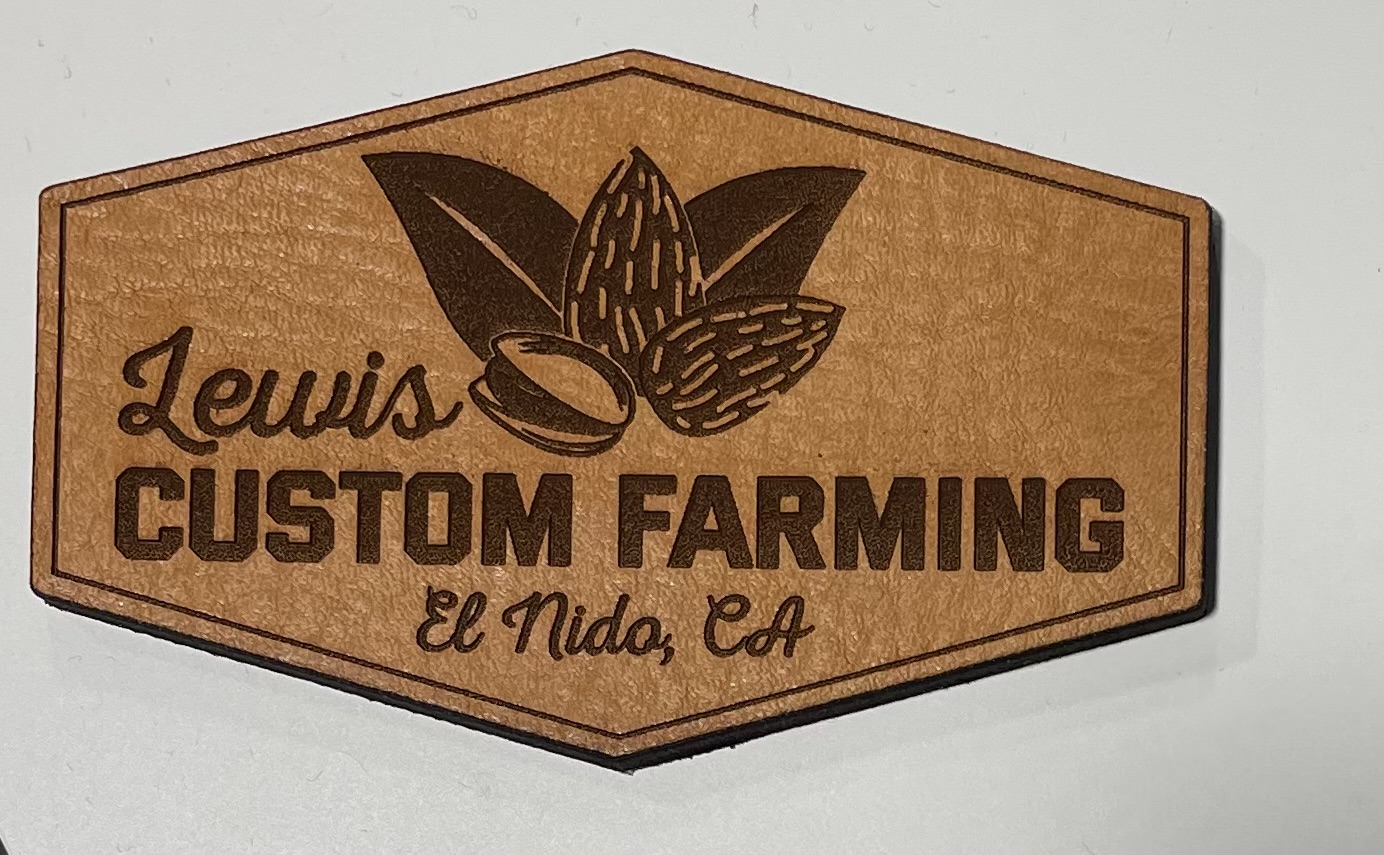 Lewis
CUSTOM FARMING
El Nido, CA